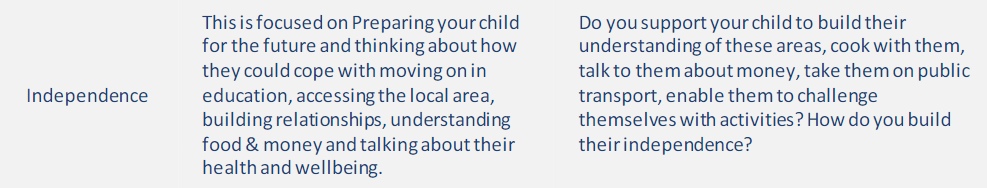 Independence
This is focused on Preparing your child
for the future and thinking about how
they could cope with moving on in
education, accessing the local area,
building relationships, understanding
food & money and talking about their
health and wellbeing.
Do you support your child to build their
understanding of these areas, cook with them,
talk to them about money, take them on public
transport, enable them to challenge
themselves with activities? How do you build
their independence?